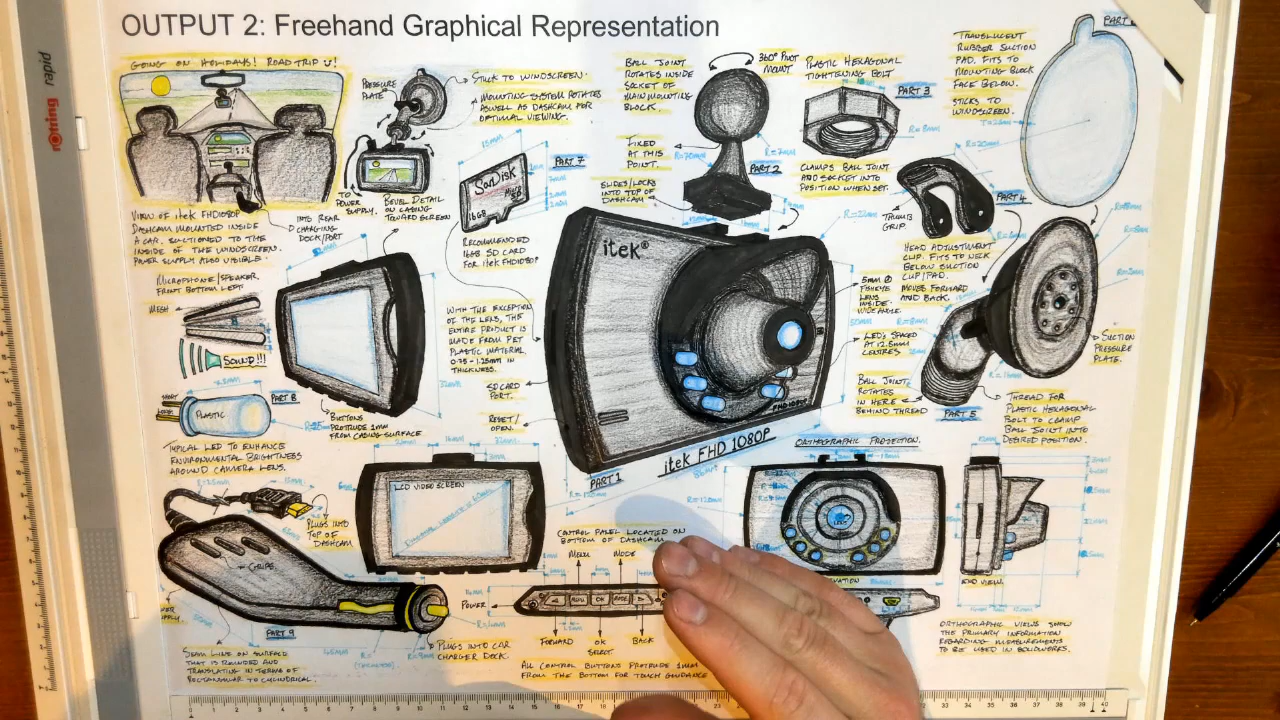 OUTPUT 2: Freehand Graphical Representation
rotring rapid
GOING ON HOLIDAYS! ROAD TRIP
VIEW OF itek FHD1080P
DASHCAM MOUNTED INSIDE
A CAR. SUCTIONED TO THE
INSIDE OF THE WINDSCREEN.
POWER SUPPLY ALSO VISIBLE.
PRESSURE
PLATE
STICK TO WINDSCREEN.
MOUNTING SYSTEM ROTATES
ASWELL AS DASHCAM FOR
OPTIMAL VIEWING.
TO
POWER
SUPPLY.
BEVEL DETAIL
ON CASING
TOWARD SCREEN
INTO REAR
CHARGING
DOCK/PORT
PART 7
SanDisk
16GB
RECOMMENDED
16GB SD CARD
FOR itek FHD1080P
BALL JOINT
ROTATES INSIDE
SOCKET OF
MAIN MOUNTING
BLOCK.
360° PIVOT
MOUNT
FIXED
AT THIS
POINT.
PART 2
SLIDES/LOCKS
INTO TOP OF
DASHCAM
PLASTIC HEXAGONAL
TIGHTENING BOLT
PART 3
CLAMPS BALL JOINT
AND SOCKET INTO
POSITION WHEN SET.
TRANSLUCENT
RUBBER SUCTION
PAD. FITS TO
MOUNTING BLOCK
FACE BELOW.
STICKS TO
WINDSCREEN.
PART
THUMB
GRIP.
PART 4
HEAD ADJUSTMENT
CLIP. FITS TO NECK
BELOW SUCTION
CLIP/PAD.
MOVES FORWARD
AND BACK.
MICROPHONE/SPEAKER
FRONT BOTTOM LEFT.
MESH
SOUND!!!
WITH THE EXCEPTION
OF THE LENS, THE
ENTIRE PRODUCT IS
MADE FROM PET
PLASTIC MATERIAL
0.75 - 1.25mm IN
THICKNESS.
SD CARD
PORT.
RESET/
OPEN.
itek®
itek FHD 1080P
PART 1
5mm Ø
FISHEYE
LENS
INSIDE
WIDE ANGLE.
LED'S SPACED
AT 12.5mm
CENTRES
BALL JOINT
ROTATES
IN HERE
BEHIND THREAD
PART 5
SUCTION
PRESSURE
PLATE.
THREAD FOR
PLASTIC HEXAGONAL
BOLT TO CLAMP
BALL JOINT INTO
DESIRED POSITION.
SHORT
LONG
PLASTIC
PART 8
BUTTONS
PROTRUDE 1mm
FROM CASING SURFACE
TYPICAL LED TO ENHANCE
ENVIRONMENTAL BRIGHTNESS
AROUND CAMERA LENS.
LCD VIDEO SCREEN
ORTHOGRAPHIC PROJECTION.
END VIEW.
PLUGS INTO
TOP OF
DASHCAM
GRIPS.
PART 9
SEAM LINE ON SURFACE
THAT IS ROUNDED AND
TRANSLATING IN TERMS OF
RECTANGULAR TO CYLINDRICAL.
PLUGS INTO CAR
CHARGER DOCK.
CONTROL PANEL LOCATED ON
BOTTOM OF DASHCAM
MENU
MODE
POWER
FORWARD
OK
SELECT
BACK
ALL CONTROL BUTTONS PROTRUDE 1mm
FROM THE BOTTOM FOR TOUCH GUIDANCE
ORTHOGRAPHIC VIEWS SHOW
THE PRIMARY INFORMATION
REGARDING MEASUREMENTS
TO BE USED IN SOLIDWORKS.